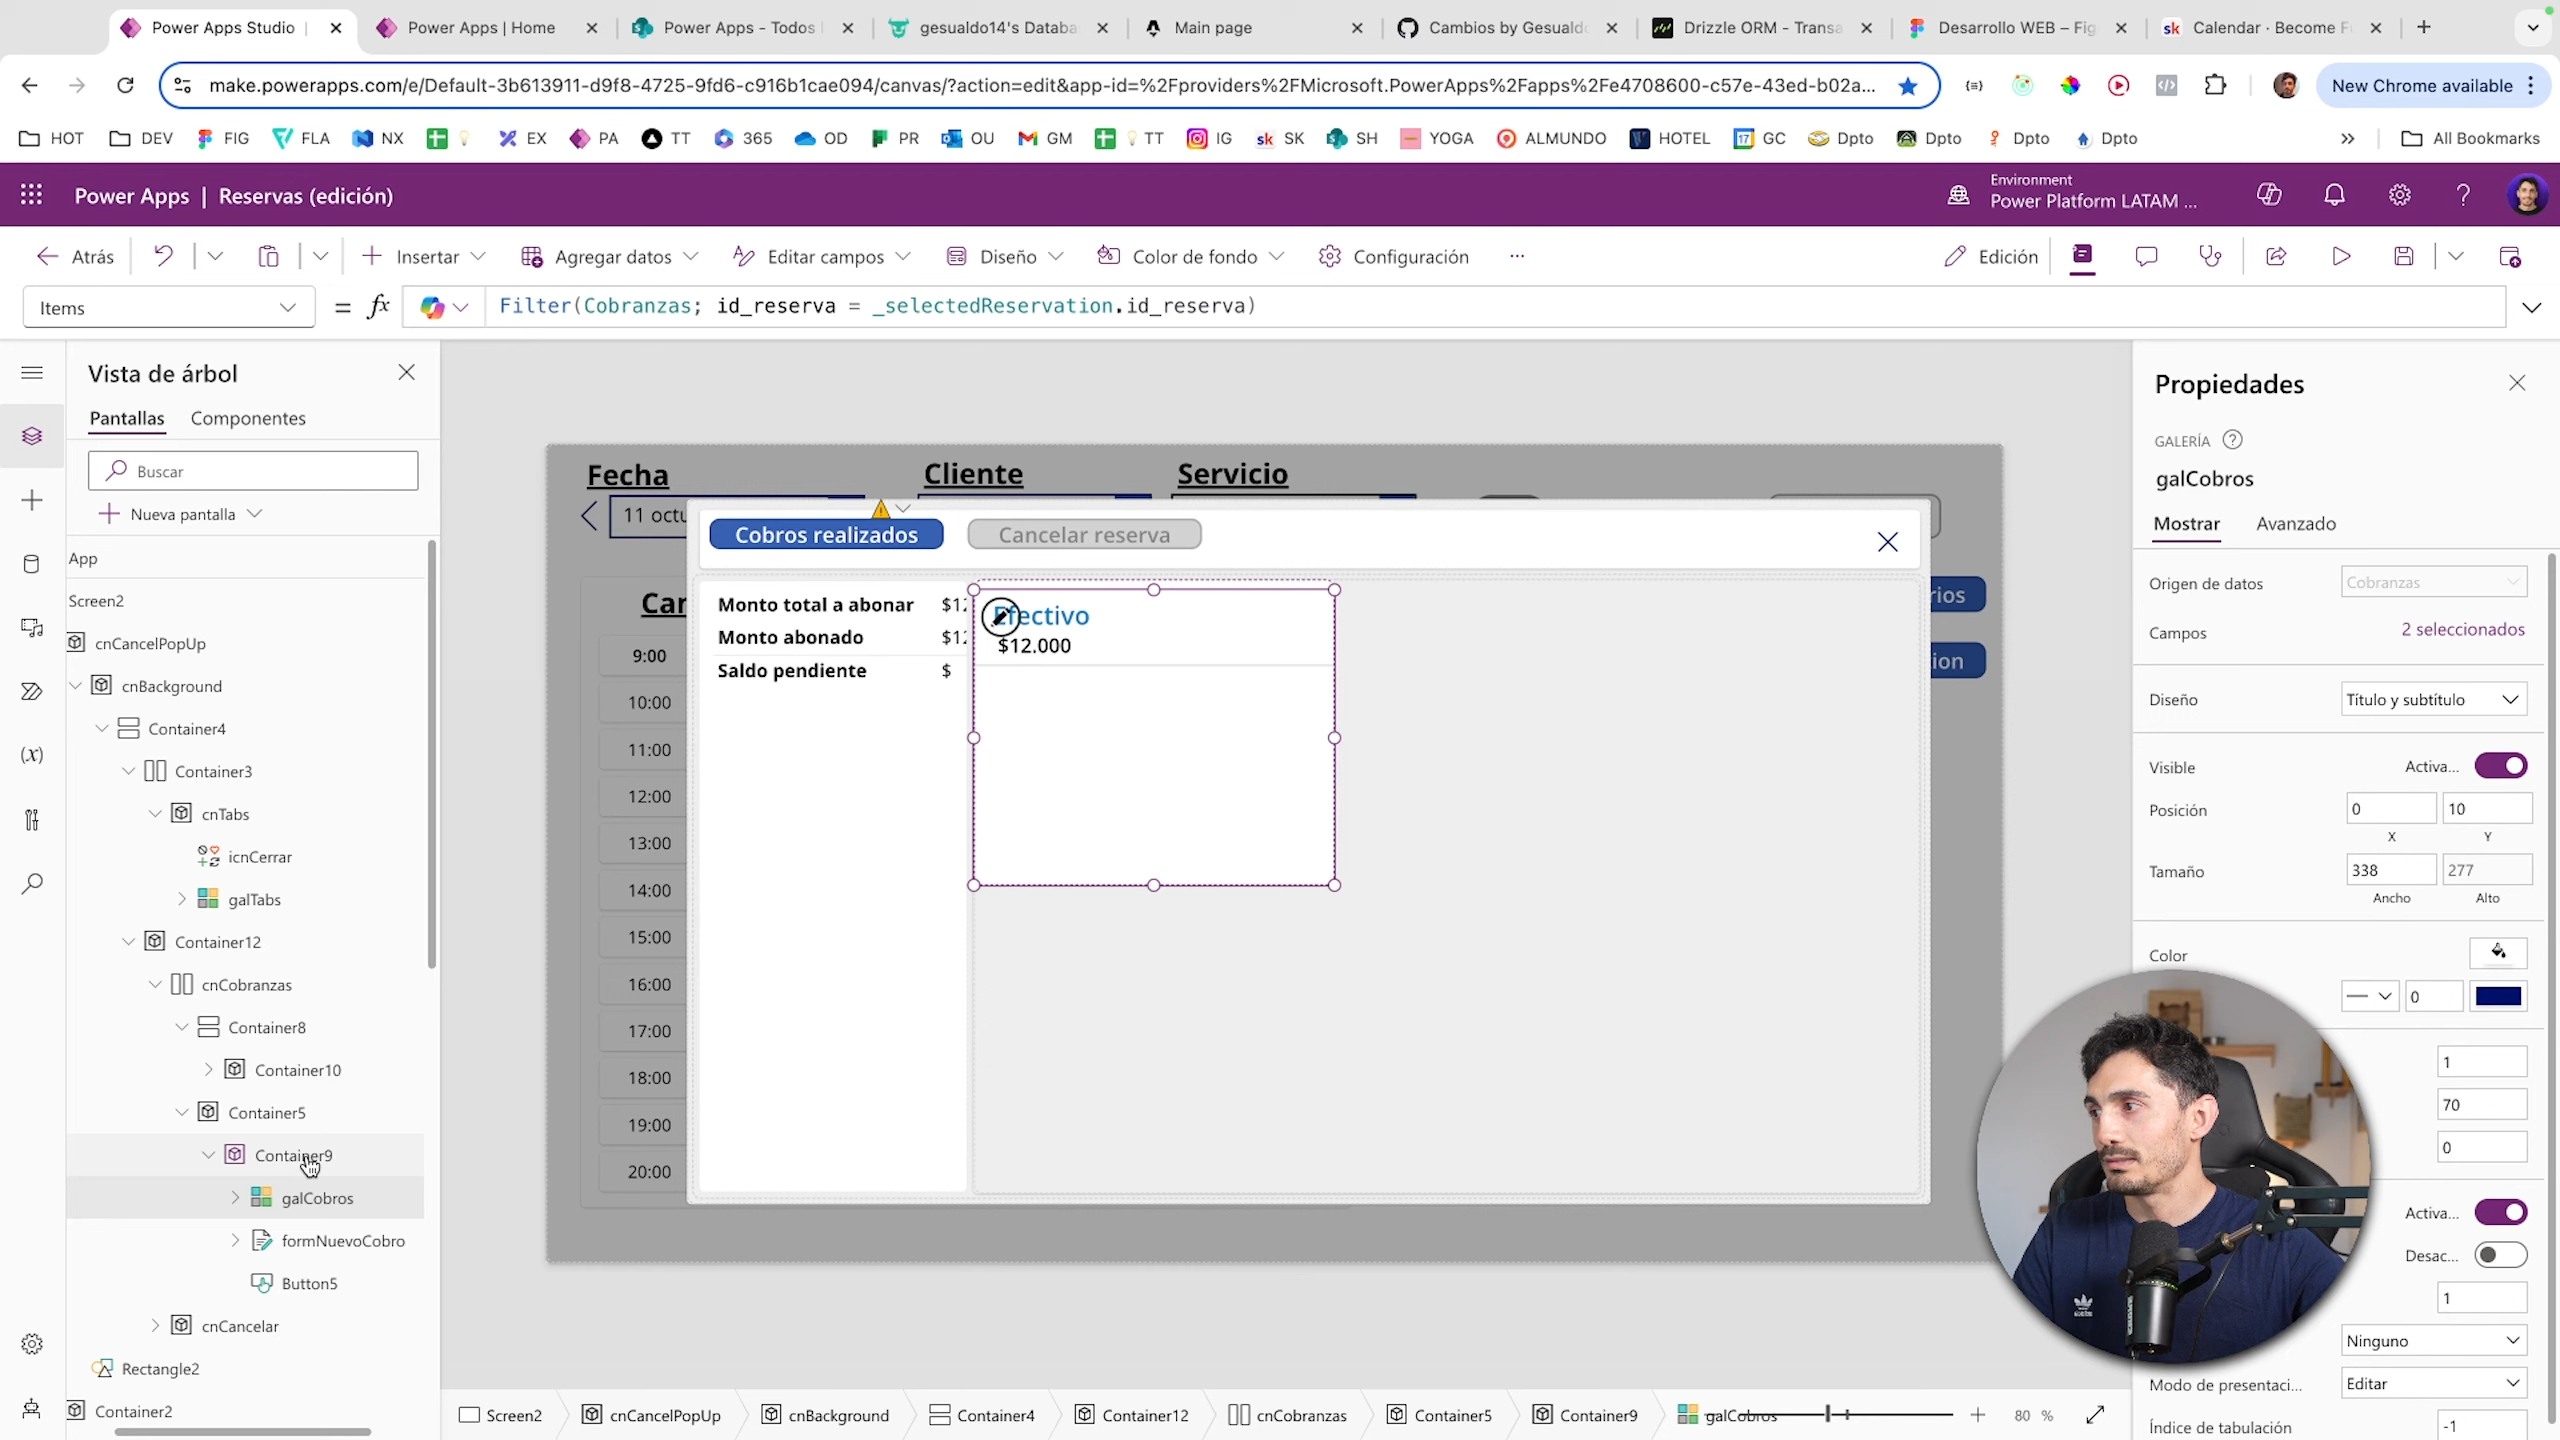 Power Apps Studio
Power Apps | Home
Power Apps - Todos
gesualdo14's Databa
Main page
Cambios by Gesualdo
Drizzle ORM - Transa
Desarrollo WEB – Fig
Calendar · Become F
make.powerapps.com/e/Default-3b613911-d9f8-4725-9fd6-c916b1cae094/canvas/?action=edit&app-id=%2Fproviders%2FMicrosoft.PowerApps%2Fapps%2Fe4708600-c57e-43ed-b02a...
New Chrome available
HOT
DEV
FIG
FLA
NX
EX
PA
TT
365
OD
PR
OU
GM
TT
IG
SK
SH
YOGA
ALMUNDO
HOTEL
GC
Dpto
Dpto
Dpto
Dpto
All Bookmarks
Power Apps | Reservas (edición)
Environment
Power Platform LATAM ...
Atrás
Insertar
Agregar datos
Editar campos
Diseño
Color de fondo
Configuración
Edición
Items
= fx
Filter(Cobranzas; id_reserva = _selectedReservation.id_reserva)
Vista de árbol
Pantallas
Componentes
Buscar
Nueva pantalla
App
Screen2
cnCancelPopUp
cnBackground
Container4
Container3
cnTabs
icnCerrar
galTabs
Container12
cnCobranzas
Container8
Container10
Container5
Container9
galCobros
formNuevoCobro
Button5
cnCancelar
Rectangle2
Container2
Fecha
Cliente
Servicio
11 octu
Cobros realizados
Cancelar reserva
Can
Monto total a abonar $12
Monto abonado $12
Saldo pendiente $
Efectivo
$12.000
rios
ion
9:00
10:00
11:00
12:00
13:00
14:00
15:00
16:00
17:00
18:00
19:00
20:00
Propiedades
GALERÍA
galCobros
Mostrar
Avanzado
Origen de datos Cobranzas
Campos 2 seleccionados
Diseño Título y subtítulo
Visible Activa...
Posición 0 10
X Y
Tamaño 338 277
Ancho Alto
Color
0
1
70
0
Activa...
Desac...
1
Ninguno
Modo de presentaci... Editar
Índice de tabulación -1
Screen2
cnCancelPopUp
cnBackground
Container4
Container12
cnCobranzas
Container5
Container9
galCobros
80 %